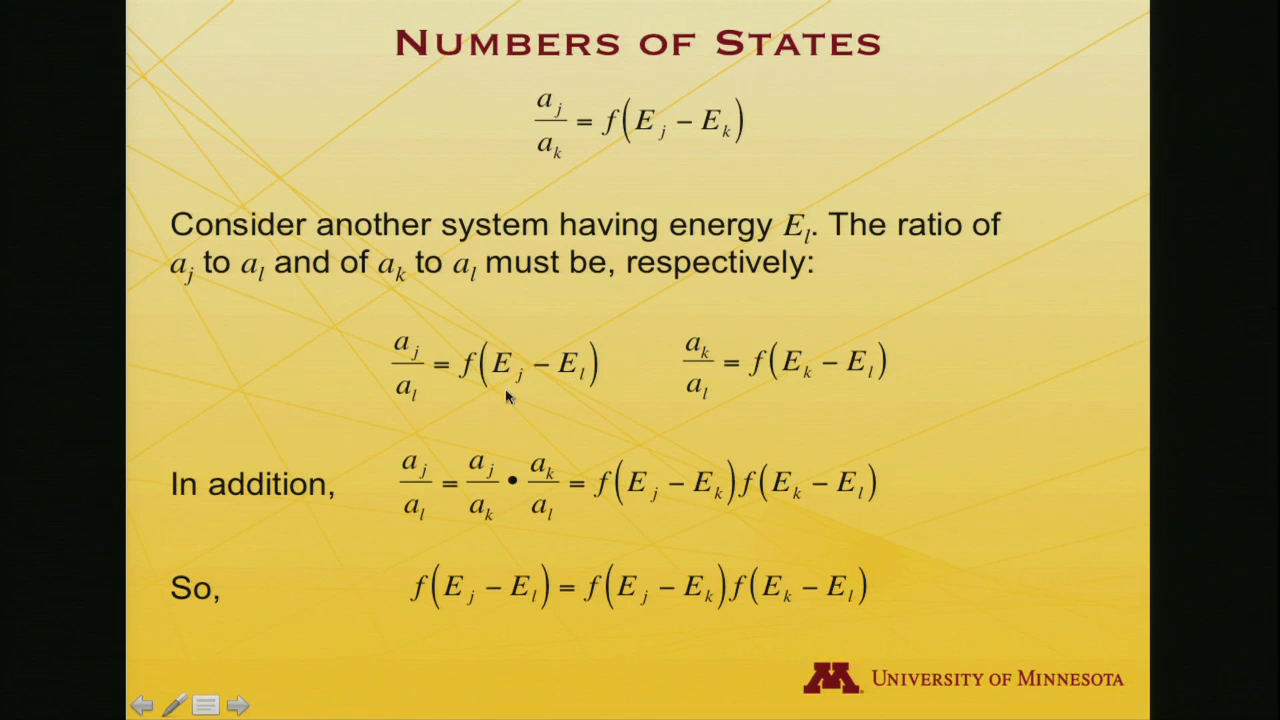 NUMBERS OF STATES
a_j / a_k = f(E_j − E_k)
Consider another system having energy E_l. The ratio of
a_j to a_l and of a_k to a_l must be, respectively:
a_j / a_l = f(E_j − E_l)    a_k / a_l = f(E_k − E_l)
In addition, a_j / a_l = a_j / a_k • a_k / a_l = f(E_j − E_k) f(E_k − E_l)
So, f(E_j − E_l) = f(E_j − E_k) f(E_k − E_l)
M UNIVERSITY OF MINNESOTA